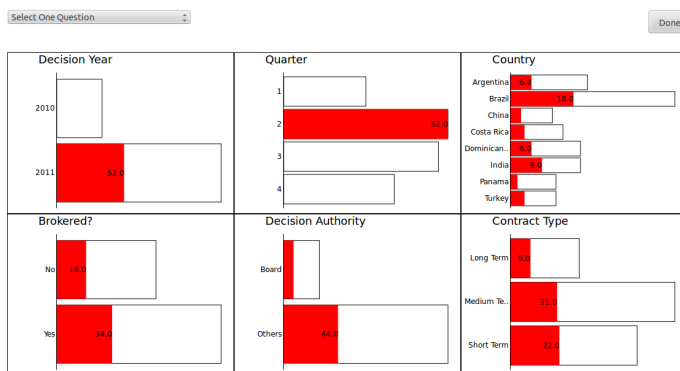 Select One Question
Done
Decision Year
2010
2011
52.0
Quarter
1
2
52.0
3
4
Country
Argentina
6.0
Brazil
18.0
China
Costa Rica
Dominican..
6.0
India
9.0
Panama
Turkey
Brokered?
No
18.0
Yes
34.0
Decision Authority
Board
Others
44.0
Contract Type
Long Term
9.0
Medium Te..
21.0
Short Term
22.0